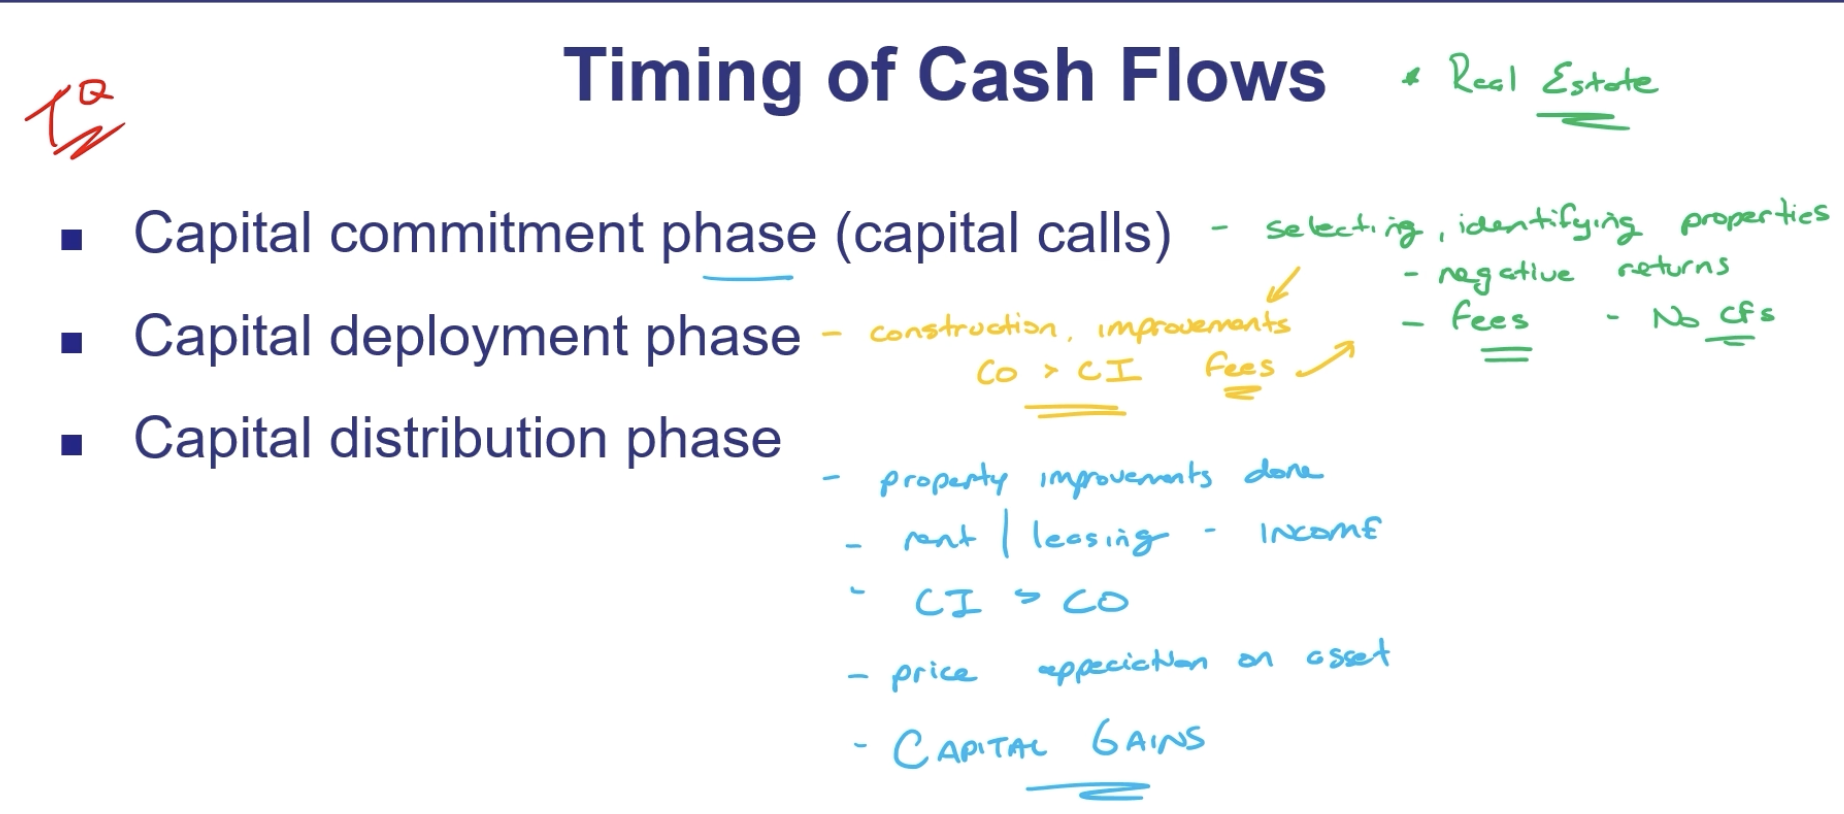 Timing of Cash Flows * Real Estate
TQ
▪ Capital commitment phase (capital calls) - selecting, identifying properties
- negative returns
- fees - No CFs
▪ Capital deployment phase - construction, improvements
CO > CI fees
▪ Capital distribution phase
- property improvements done
- rent | leasing - INCOME
- CI > CO
- price appeciation on asset
- CAPITAL GAINS